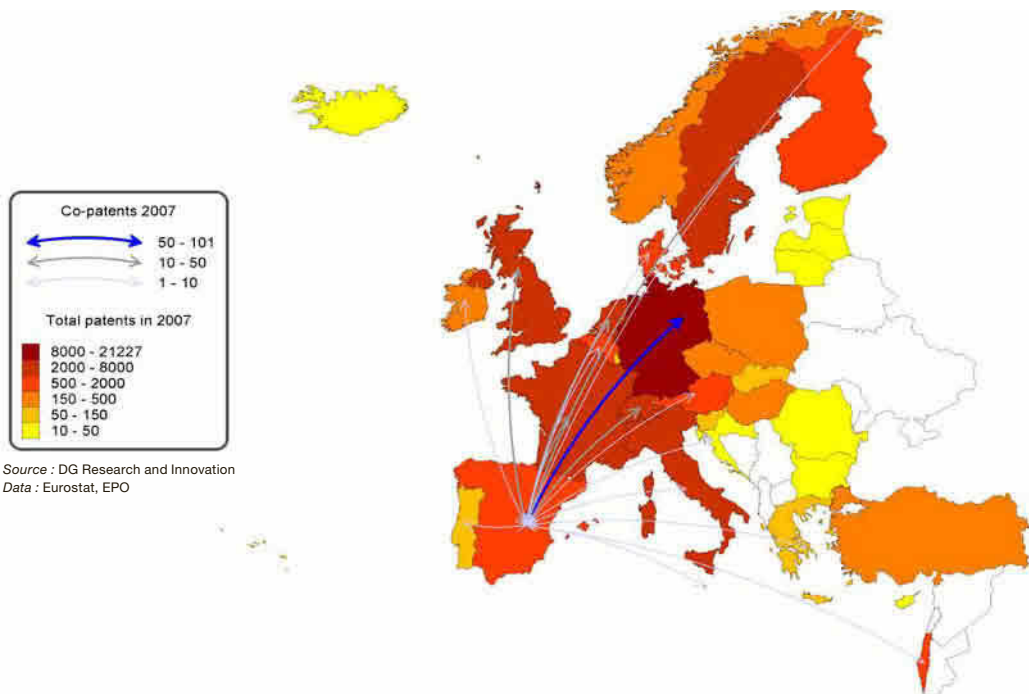 Co-patents 2007
50 - 101
10 - 50
1 - 10
Total patents in 2007
8000 - 21227
2000 - 8000
500 - 2000
150 - 500
50 - 150
10 - 50
Source : DG Research and Innovation
Data : Eurostat, EPO